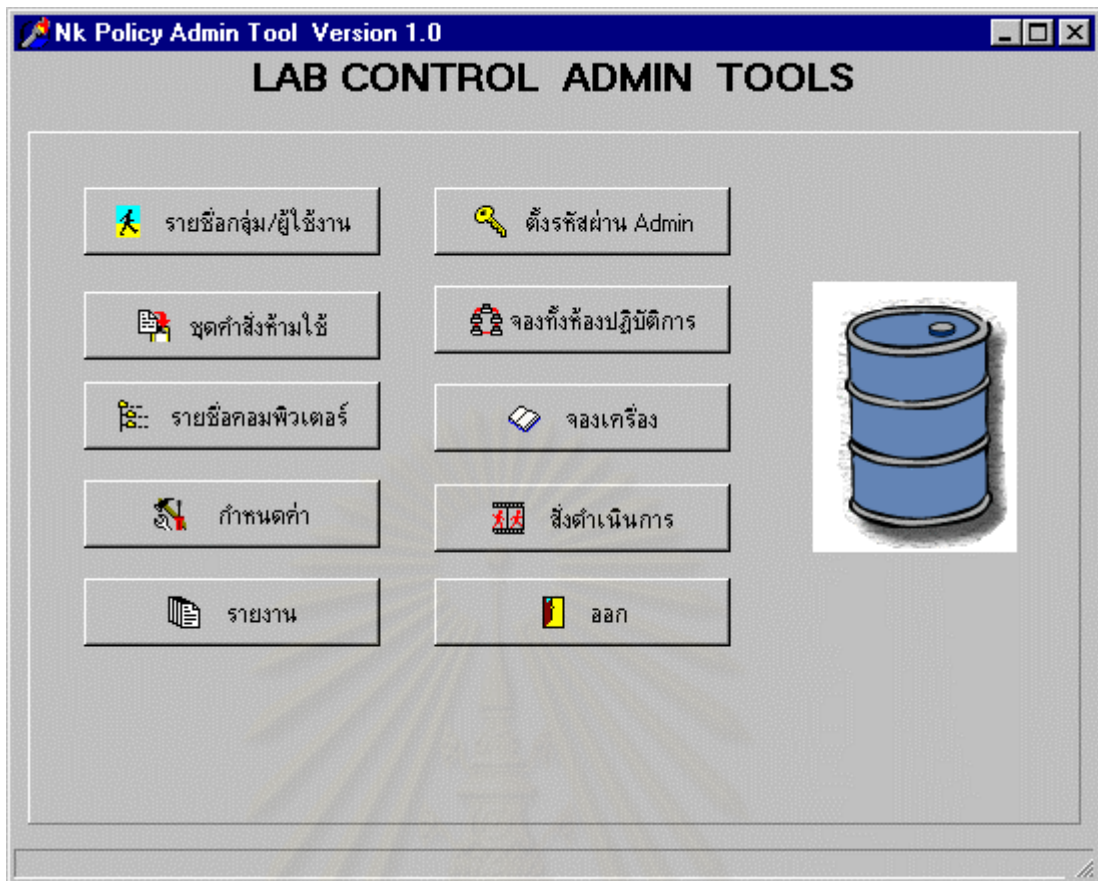 Nk Policy Admin Tool Version 1.0
LAB CONTROL ADMIN TOOLS
รายชื่อกลุ่ม/ผู้ใช้งาน
ตั้งรหัสผ่าน Admin
ชุดคำสั่งห้ามใช้
จองทั้งห้องปฏิบัติการ
รายชื่อคอมพิวเตอร์
จองเครื่อง
กำหนดค่า
สั่งดำเนินการ
รายงาน
ออก